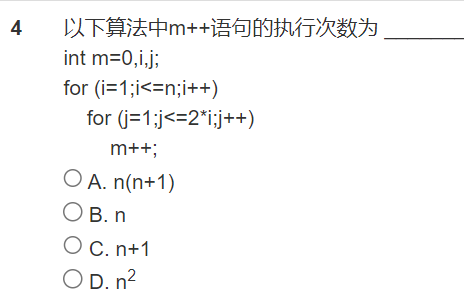 4 以下算法中m++语句的执行次数为 ________
int m=0,i,j;
for (i=1;i<=n;i++)
for (j=1;j<=2*i;j++)
m++;
A. n(n+1)
B. n
C. n+1
D. n²